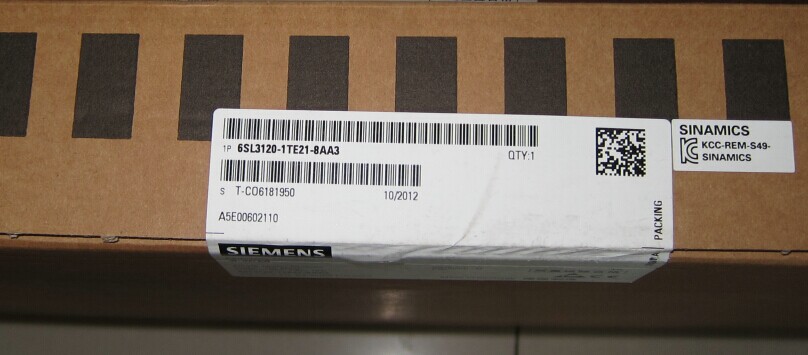 1P 6SL3120-1TE21-8AA3
QTY:1
S T-CO6181950
10/2012
A5E00602110
PACKING
SIEMENS
SINAMICS
KCC-REM-S49-
SINAMICS